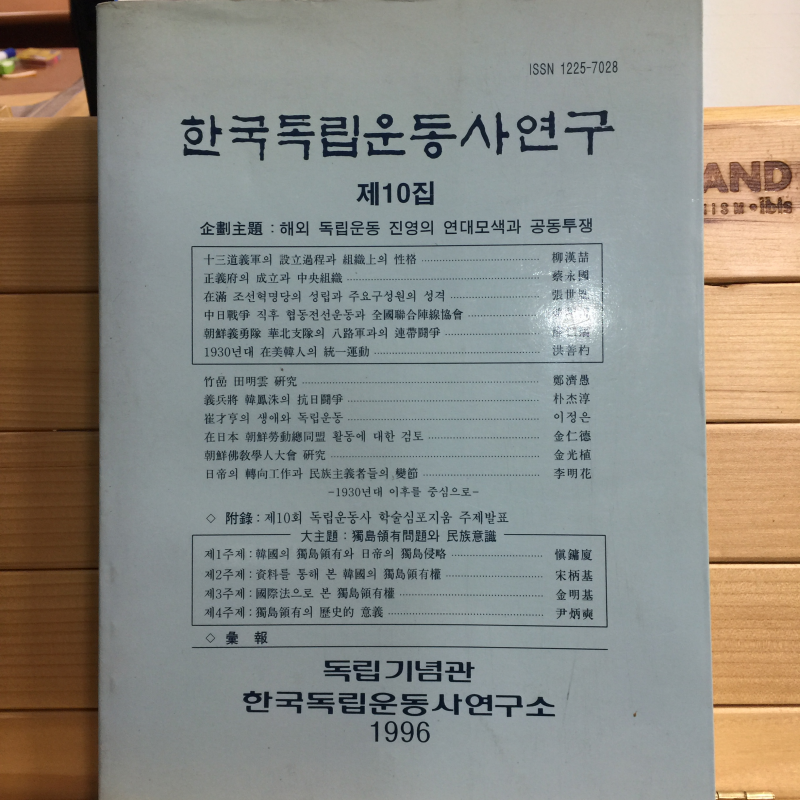 ISSN 1225-7028
한국독립운동사연구
제10집
企劃主題 : 해외 독립운동 진영의 연대모색과 공동투쟁
十三道義軍의 設立過程과 組織上의 性格 柳漢喆
正義府의 成立과 中央組織 蔡永國
在滿 조선혁명당의 성립과 주요구성원의 성격 張世
中日戰爭 직후 협동전선운동과 全國聯合陣線協會
朝鮮義勇隊 華北支隊의 八路軍과의 連帶鬪爭
1930년대 在美韓人의 統一運動 洪善杓
竹嵒 田明雲 硏究 鄭濟愚
義兵將 韓鳳洙의 抗日鬪爭 朴杰淳
崔才亨의 생애와 독립운동 이정은
在日本 朝鮮勞動總同盟 활동에 대한 검토 金仁德
朝鮮佛敎學人大會 硏究 金光植
日帝의 轉向工作과 民族主義者들의 變節 李明花
-1930년대 이후를 중심으로-
◇ 附錄 : 제10회 독립운동사 학술심포지움 주제발표
大主題 : 獨島領有問題와 民族意識
제1주제 : 韓國의 獨島領有와 日帝의 獨島侵略 愼鏞廈
제2주제 : 資料를 통해 본 韓國의 獨島領有權 宋炳基
제3주제 : 國際法으로 본 獨島領有權 金明基
제4주제 : 獨島領有의 歷史的 意義 尹炳奭
◇ 彙 報
독립기념관
한국독립운동사연구소
1996
AND
ISM • ibis